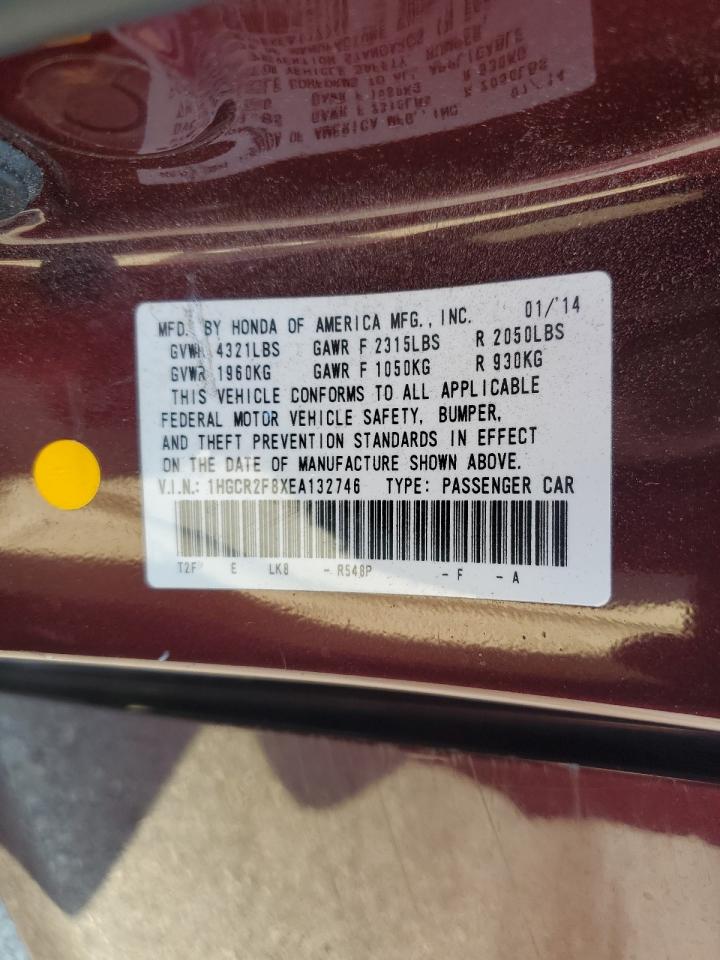 MFD. BY HONDA OF AMERICA MFG., INC. 01/'14
GVWR 4321LBS GAWR F 2315LBS R 2050LBS
GVWR 1960KG GAWR F 1050KG R 930KG
THIS VEHICLE CONFORMS TO ALL APPLICABLE
FEDERAL MOTOR VEHICLE SAFETY, BUMPER,
AND THEFT PREVENTION STANDARDS IN EFFECT
ON THE DATE OF MANUFACTURE SHOWN ABOVE.
V.I.N.: 1HGCR2F8XEA132746 TYPE: PASSENGER CAR
T2F E LK8 - R548P - F - A